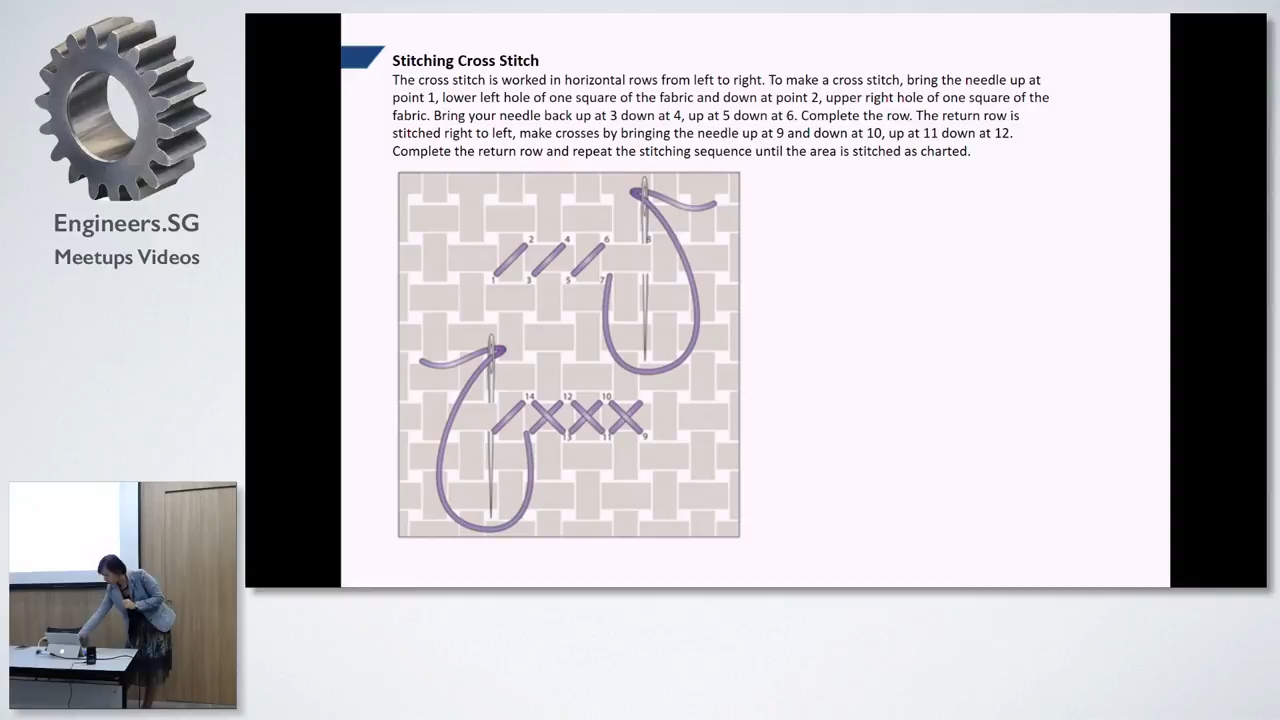 Engineers.SG
Meetups Videos
Stitching Cross Stitch
The cross stitch is worked in horizontal rows from left to right. To make a cross stitch, bring the needle up at
point 1, lower left hole of one square of the fabric and down at point 2, upper right hole of one square of the
fabric. Bring your needle back up at 3 down at 4, up at 5 down at 6. Complete the row. The return row is
stitched right to left, make crosses by bringing the needle up at 9 and down at 10, up at 11 down at 12.
Complete the return row and repeat the stitching sequence until the area is stitched as charted.
2 4 6 8
1 3 5 7
14 12 10
13 11 9